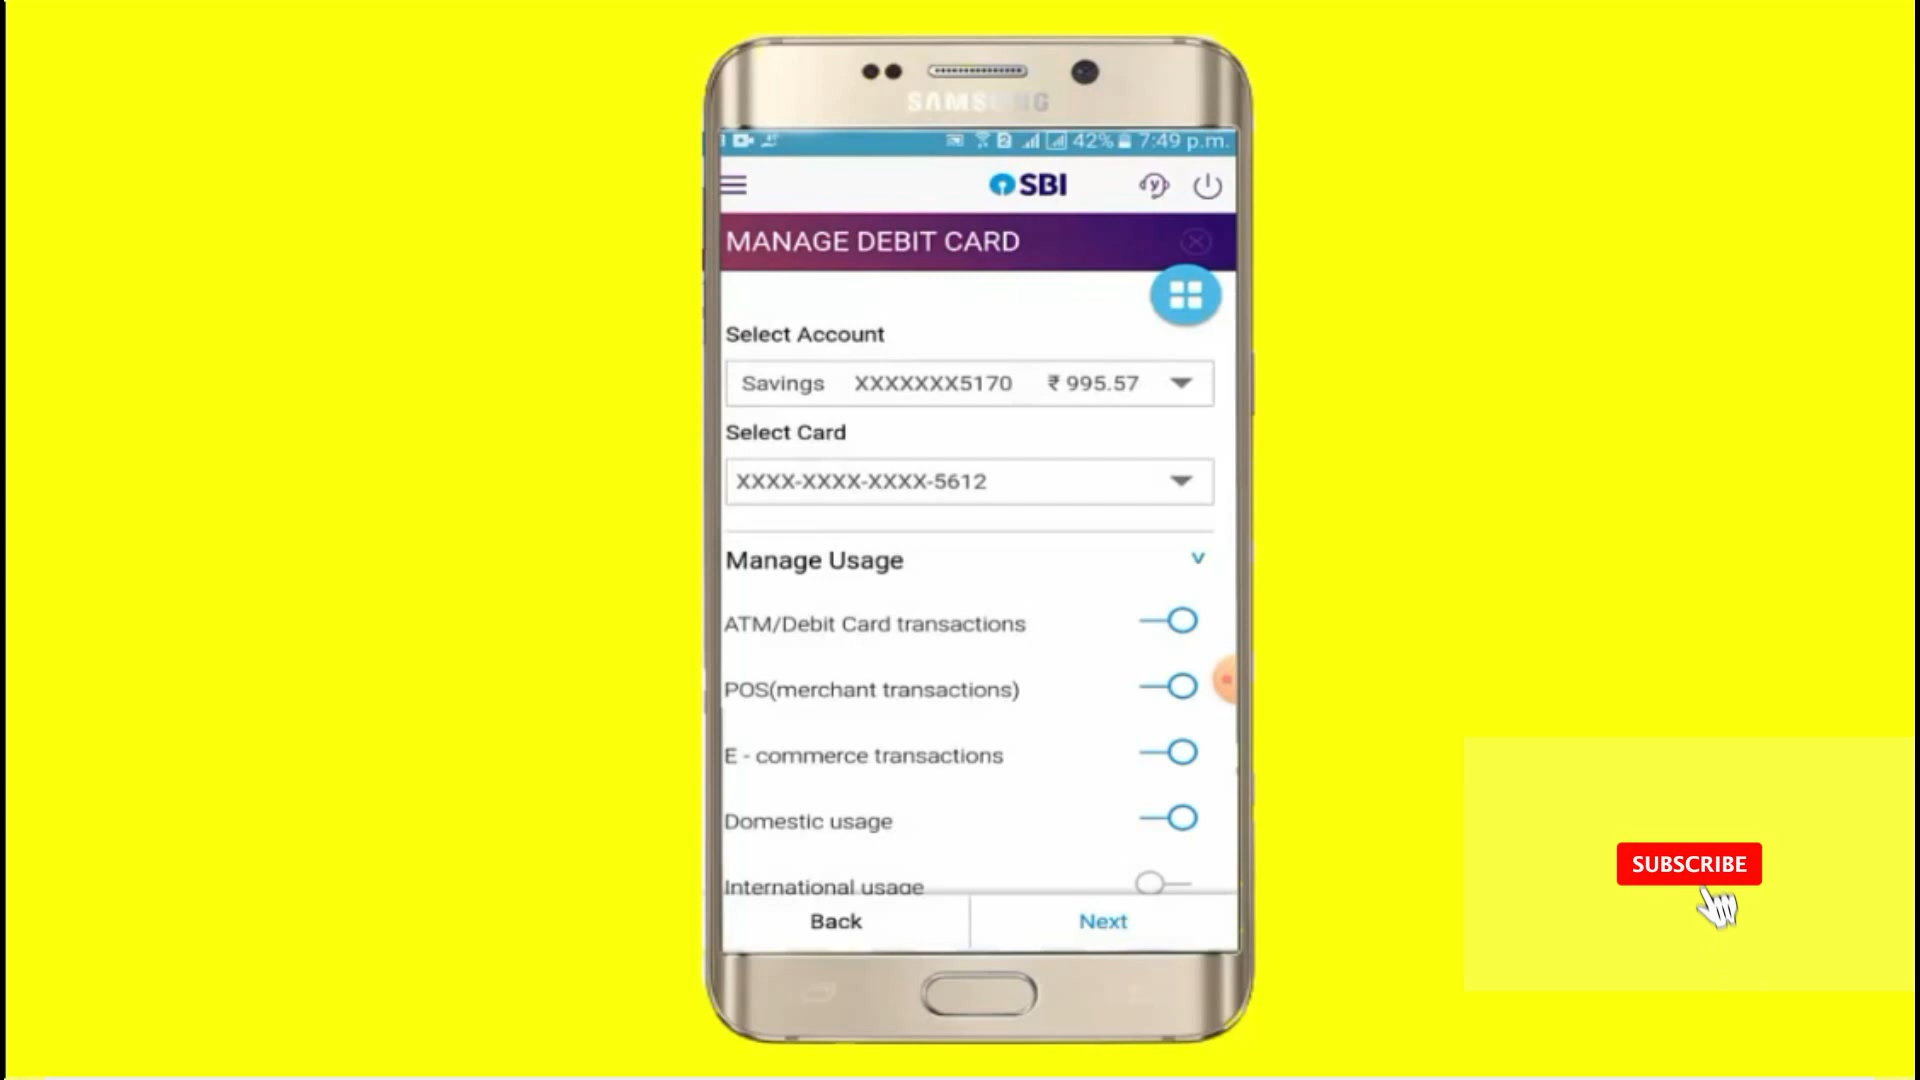 SAMSUNG
42% 7:49 p.m.
SBI
MANAGE DEBIT CARD
Select Account
Savings XXXXXXX5170 ₹ 995.57
Select Card
XXXX-XXXX-XXXX-5612
Manage Usage
ATM/Debit Card transactions
POS(merchant transactions)
E - commerce transactions
Domestic usage
International usage
Back Next
SUBSCRIBE